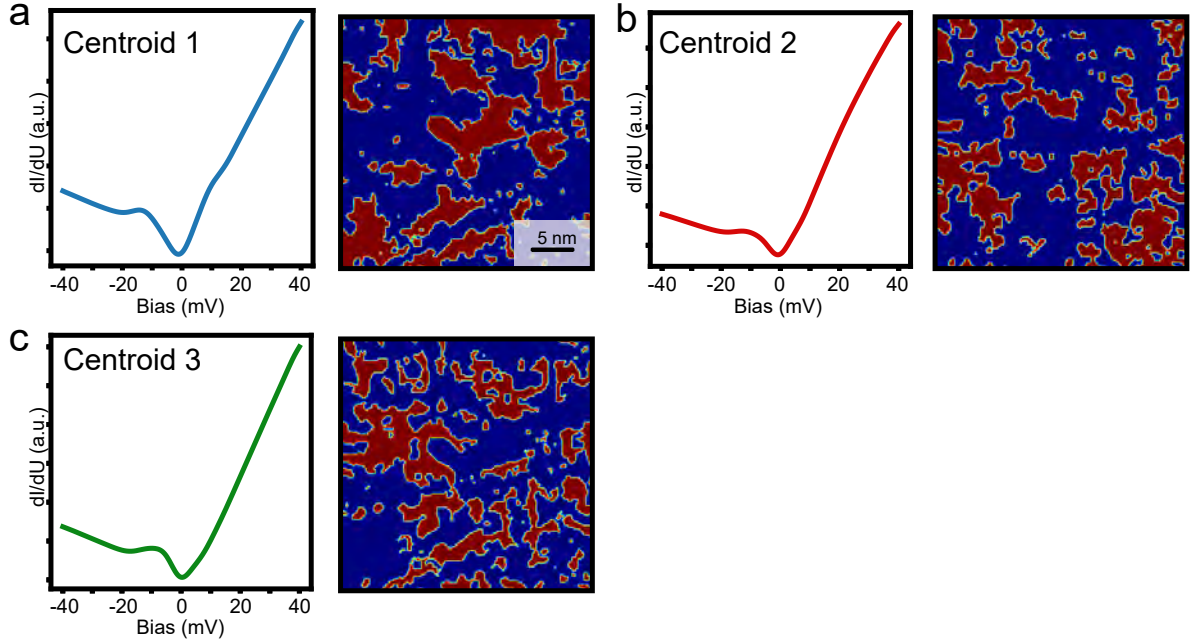 a
Centroid 1
dI/dU (a.u.)
-40 -20 0 20 40
Bias (mV)
5 nm
b
Centroid 2
dI/dU (a.u.)
-40 -20 0 20 40
Bias (mV)
c
Centroid 3
dI/dU (a.u.)
-40 -20 0 20 40
Bias (mV)